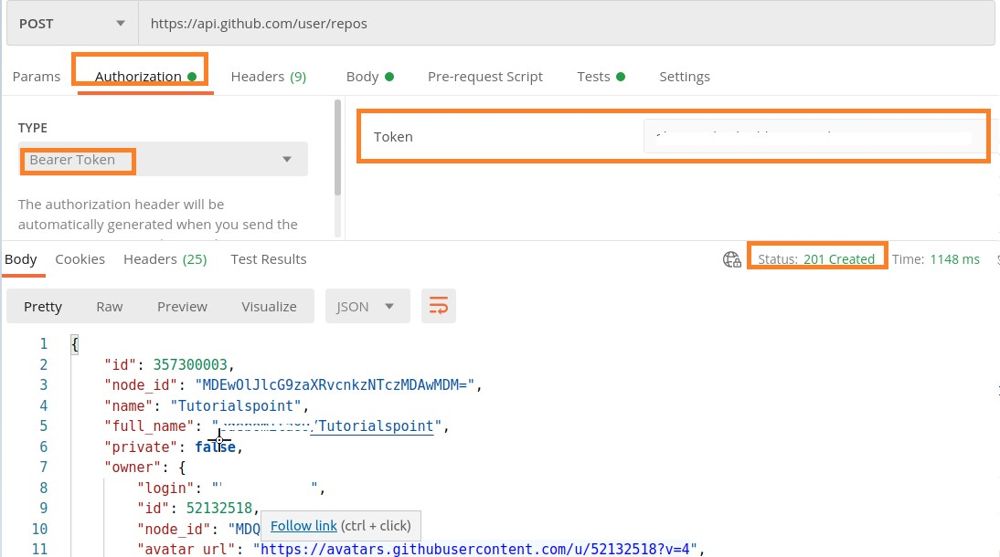 POST https://api.github.com/user/repos
Params Authorization Headers (9) Body Pre-request Script Tests Settings
TYPE
Token
Bearer Token
The authorization header will be
automatically generated when you send the
Body Cookies Headers (25) Test Results Status: 201 Created Time: 1148 ms
Pretty Raw Preview Visualize JSON
1 {
2 "id": 357300003,
3 "node_id": "MDEwOlJlcG9zaXRvcnkzNTczMDAwMDM=",
4 "name": "Tutorialspoint",
5 "full_name": "/Tutorialspoint",
6 "private": false,
7 "owner": {
8 "login": "",
9 "id": 52132518,
10 "node_id": "MDQ
Follow link (ctrl + click)
11 "avatar_url": "https://avatars.githubusercontent.com/u/52132518?v=4",